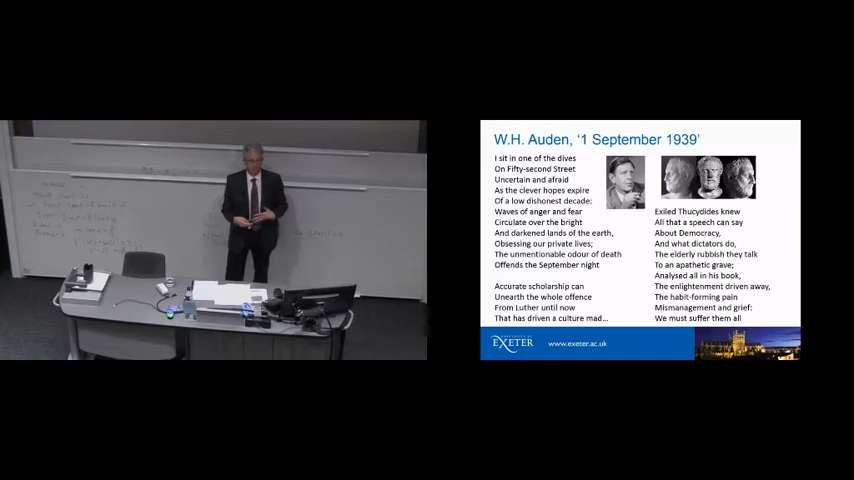 W.H. Auden, ‘1 September 1939’
I sit in one of the dives
On Fifty-second Street
Uncertain and afraid
As the clever hopes expire
Of a low dishonest decade:
Waves of anger and fear
Circulate over the bright
And darkened lands of the earth,
Obsessing our private lives;
The unmentionable odour of death
Offends the September night
Accurate scholarship can
Unearth the whole offence
From Luther until now
That has driven a culture mad…
Exiled Thucydides knew
All that a speech can say
About Democracy,
And what dictators do,
The elderly rubbish they talk
To an apathetic grave;
Analysed all in his book,
The enlightenment driven away,
The habit-forming pain
Mismanagement and grief:
We must suffer them all
EXETER
www.exeter.ac.uk